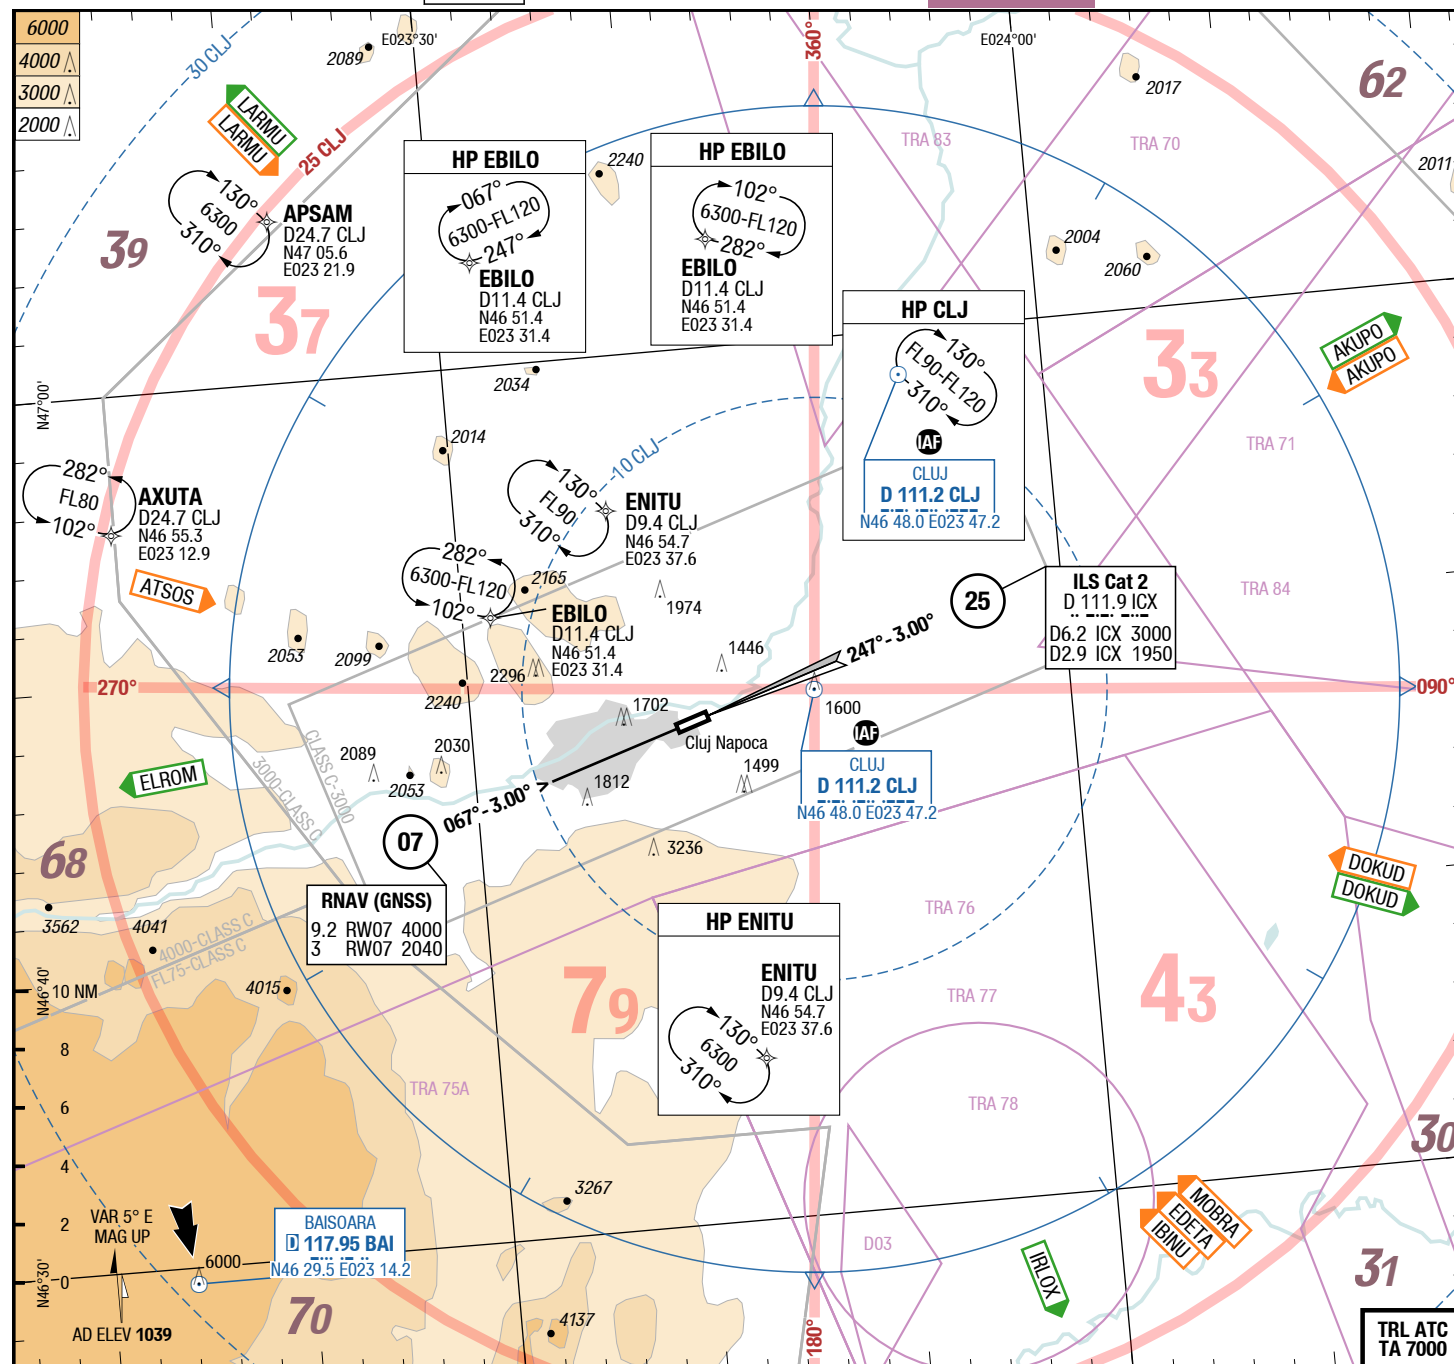 6000
4000
3000
2000
30 CLJ
2089
E023°30'
360°
E024°00'
2017
62
LARMU
LARMU
25 CLJ
TRA 83
TRA 70
2011
HP EBILO
067°
6300-FL120
247°
EBILO
D11.4 CLJ
N46 51.4
E023 31.4
2240
HP EBILO
102°
6300-FL120
282°
EBILO
D11.4 CLJ
N46 51.4
E023 31.4
130°
6300
310°
APSAM
D24.7 CLJ
N47 05.6
E023 21.9
39
37
2004
2060
HP CLJ
130°
FL90-FL120
310°
IAF
CLUJ
D 111.2 CLJ
N46 48.0 E023 47.2
33
AKUPO
AKUPO
2034
N47°00'
2014
10 CLJ
TRA 71
282°
FL80
102°
AXUTA
D24.7 CLJ
N46 55.3
E023 12.9
130°
FL90
310°
ENITU
D9.4 CLJ
N46 54.7
E023 37.6
ATSOS
282°
6300-FL120
102°
2165
EBILO
D11.4 CLJ
N46 51.4
E023 31.4
1974
25
ILS Cat 2
D 111.9 ICX
D6.2 ICX 3000
D2.9 ICX 1950
TRA 84
247°-3.00°
2053
2099
2296
1446
270°
090°
2240
1702
1600
Cluj Napoca
IAF
CLUJ
D 111.2 CLJ
N46 48.0 E023 47.2
CLASS C-3000
3000-CLASS C
2089
2030
2053
1812
1499
ELROM
067°-3.00°
07
3236
68
DOKUD
DOKUD
RNAV (GNSS)
9.2 RW07 4000
3 RW07 2040
3562
4041
4000-CLASS C
FL75-CLASS C
TRA 76
HP ENITU
ENITU
D9.4 CLJ
N46 54.7
E023 37.6
130°
6300
310°
N46°40'
10 NM
4015
79
TRA 77
43
8
6
4
2
0
TRA 75A
TRA 78
30
3267
VAR 5° E
MAG UP
BAISOARA
D 117.95 BAI
N46 29.5 E023 14.2
6000
MOBRA
EDETA
IBINU
D03
IRLOX
31
N46°30'
70
AD ELEV 1039
4137
180°
TRL ATC
TA 7000